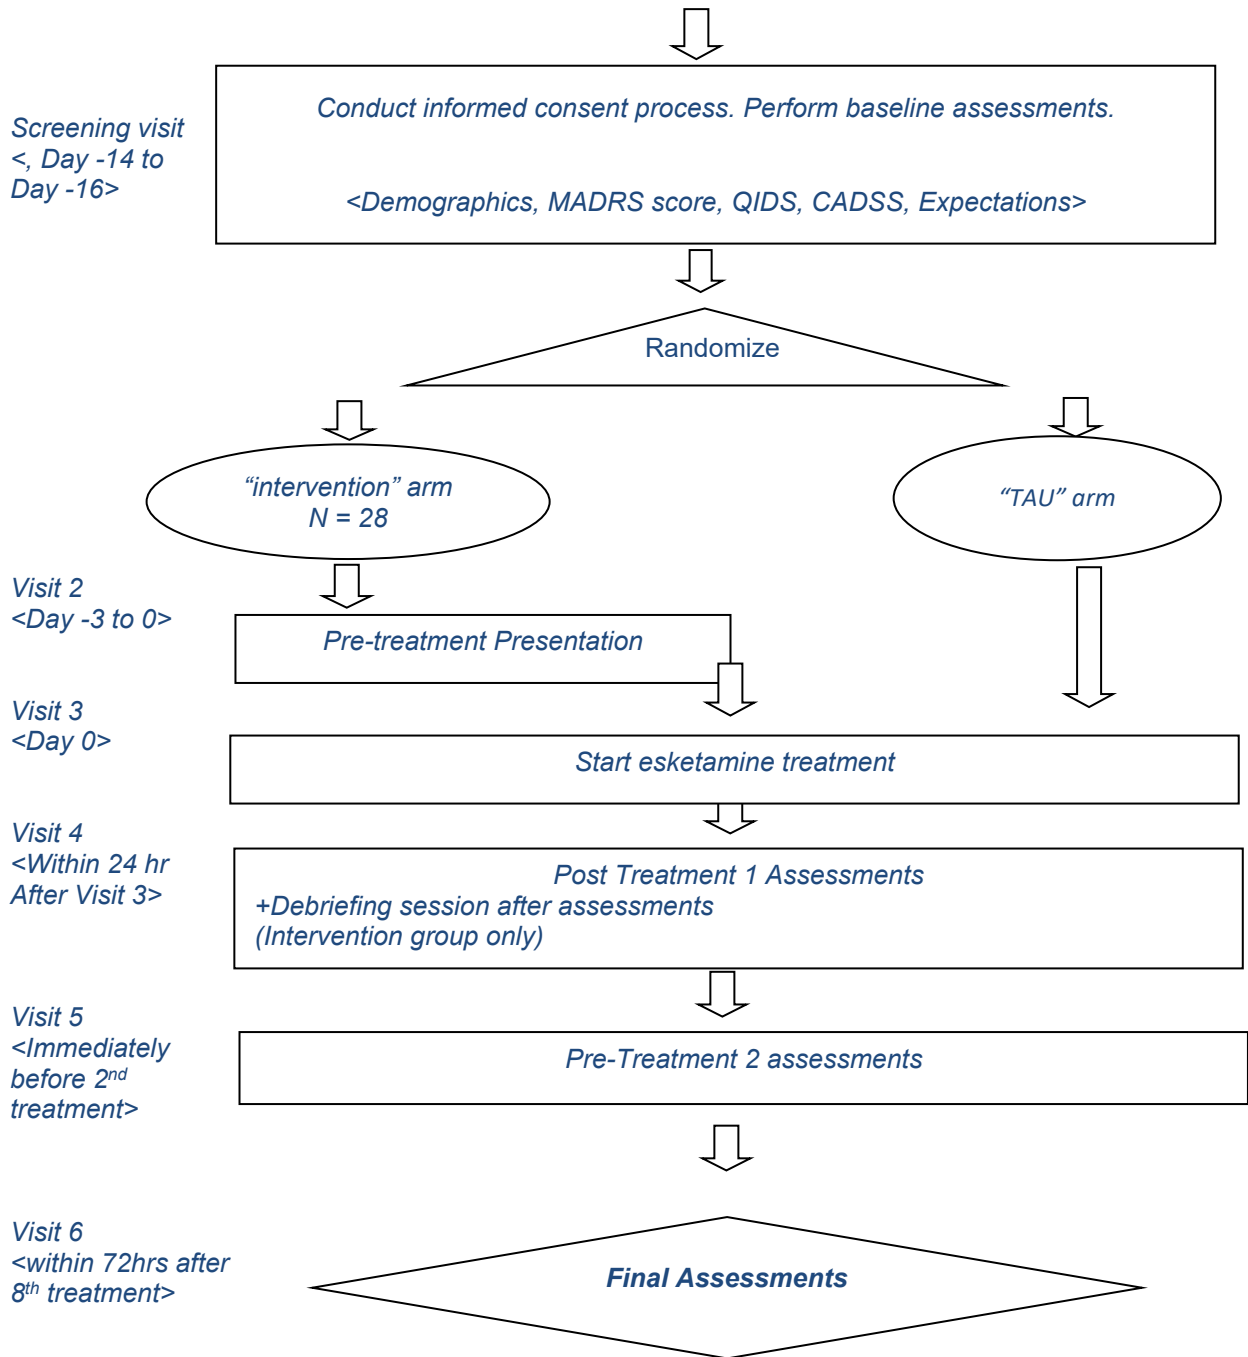 Conduct informed consent process. Perform baseline assessments.
Screening visit
<, Day -14 to
Day -16>
<Demographics, MADRS score, QIDS, CADSS, Expectations>
Randomize
“intervention” arm
N = 28
“TAU” arm
Visit 2
<Day -3 to 0>
Pre-treatment Presentation
Visit 3
<Day 0>
Start esketamine treatment
Visit 4
<Within 24 hr
After Visit 3>
Post Treatment 1 Assessments
+Debriefing session after assessments
(Intervention group only)
Visit 5
<Immediately
before 2nd
treatment>
Pre-Treatment 2 assessments
Visit 6
<within 72hrs after
8th treatment>
Final Assessments